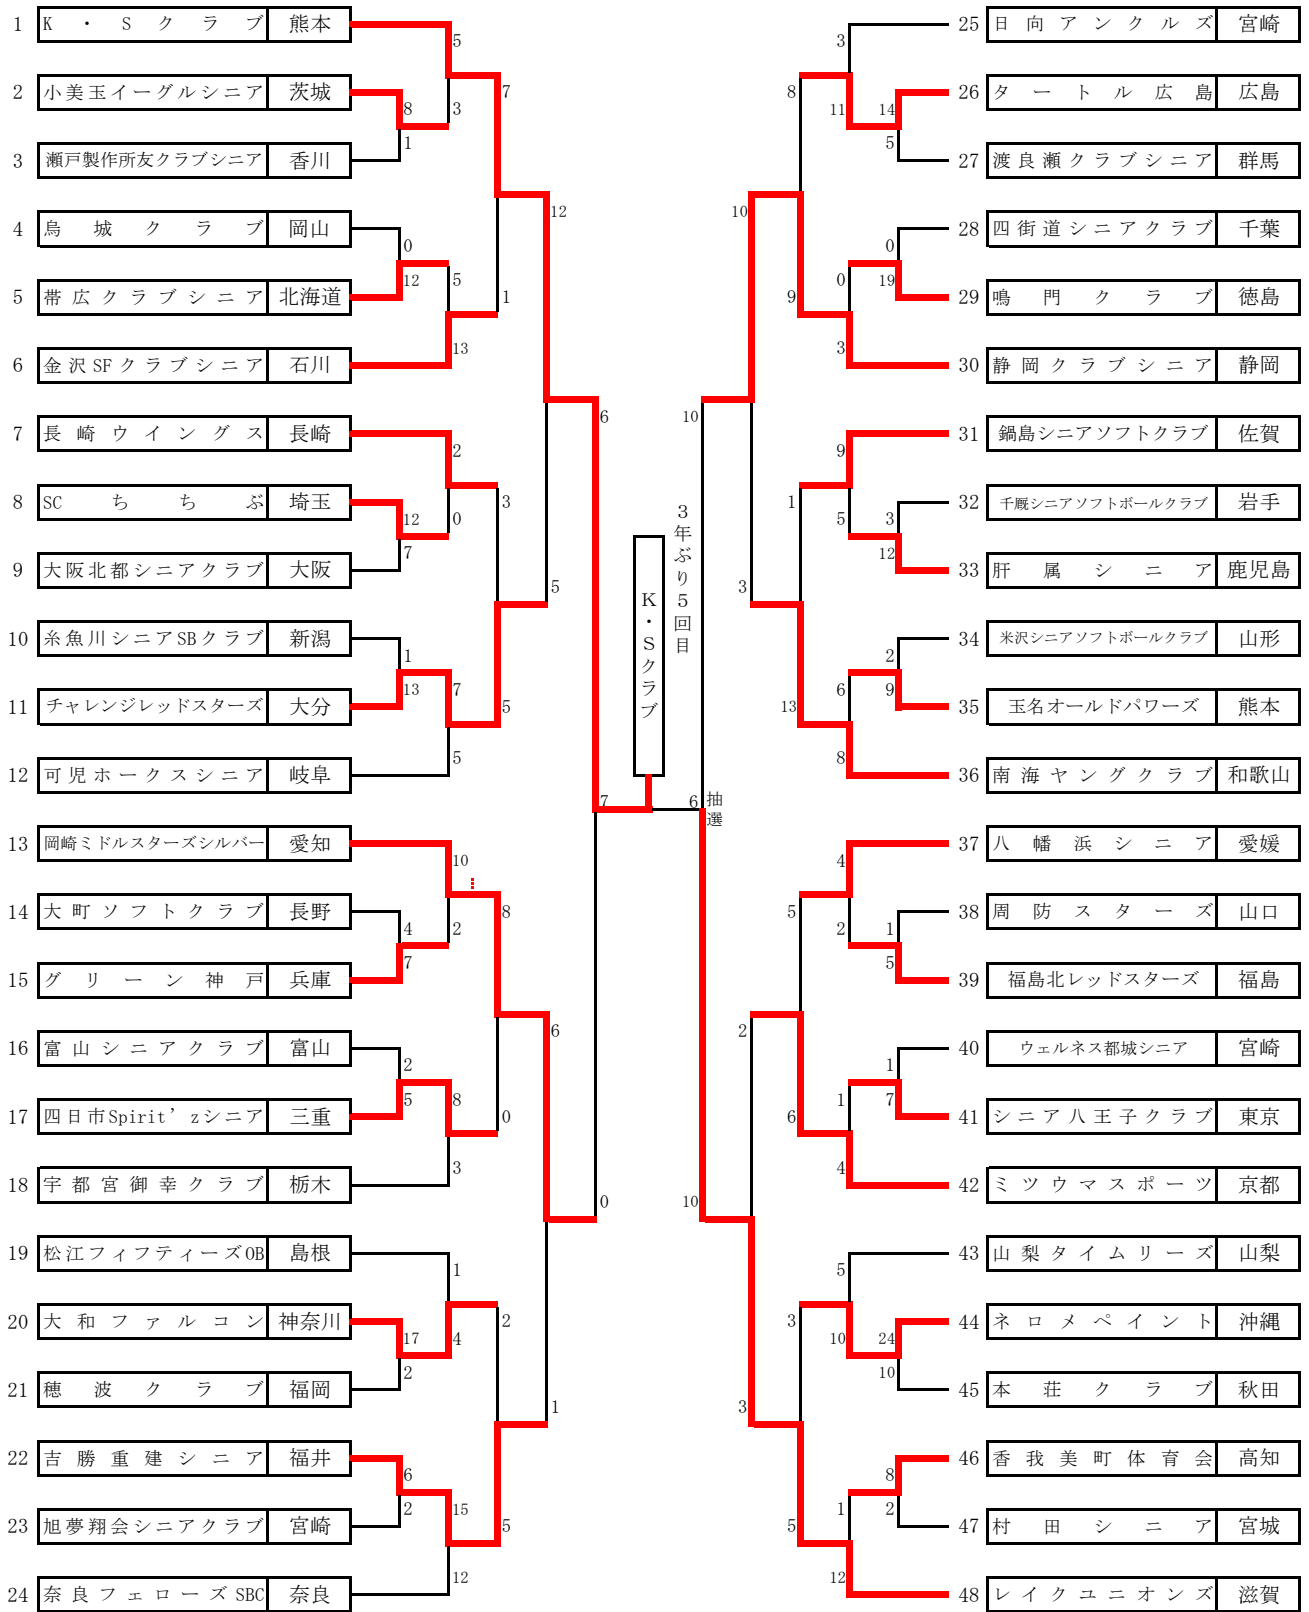 1 K・Sクラブ 熊本
2 小美玉イーグルシニア 茨城
3 瀬戸製作所友クラブシニア 香川
4 烏城クラブ 岡山
5 帯広クラブシニア 北海道
6 金沢SFクラブシニア 石川
7 長崎ウイングス 長崎
8 SCちちぶ 埼玉
9 大阪北都シニアクラブ 大阪
10 糸魚川シニアSBクラブ 新潟
11 チャレンジレッドスターズ 大分
12 可児ホークスシニア 岐阜
13 岡崎ミドルスターズシルバー 愛知
14 大町ソフトクラブ 長野
15 グリーン神戸 兵庫
16 富山シニアクラブ 富山
17 四日市Spirit’zシニア 三重
18 宇都宮御幸クラブ 栃木
19 松江フィフティーズOB 島根
20 大和ファルコン 神奈川
21 穂波クラブ 福岡
22 吉勝重建シニア 福井
23 旭夢翔会シニアクラブ 宮崎
24 奈良フェローズSBC 奈良
5
3
8
1
7
0
12
5
13
1
12
2
0
12
7
3
1
13
7
5
5
5
6
7
10
2
4
7
8
2
5
8
3
0
6
1
17
2
4
2
6
2
15
12
5
1
0
K・Sクラブ
3年ぶり5回目
抽選
3
11
14
5
8
0
19
0
3
9
10
9
5
3
12
1
2
9
6
8
13
3
10
6
4
2
1
5
5
1
7
1
4
6
2
5
10
24
10
3
8
2
1
12
5
3
10
25 日向アンクルズ 宮崎
26 タートル広島 広島
27 渡良瀬クラブシニア 群馬
28 四街道シニアクラブ 千葉
29 鳴門クラブ 徳島
30 静岡クラブシニア 静岡
31 鍋島シニアソフトクラブ 佐賀
32 千厩シニアソフトボールクラブ 岩手
33 肝属シニア 鹿児島
34 米沢シニアソフトボールクラブ 山形
35 玉名オールドパワーズ 熊本
36 南海ヤングクラブ 和歌山
37 八幡浜シニア 愛媛
38 周防スターズ 山口
39 福島北レッドスターズ 福島
40 ウェルネス都城シニア 宮崎
41 シニア八王子クラブ 東京
42 ミツウマスポーツ 京都
43 山梨タイムリーズ 山梨
44 ネロメペイント 沖縄
45 本荘クラブ 秋田
46 香我美町体育会 高知
47 村田シニア 宮城
48 レイクユニオンズ 滋賀